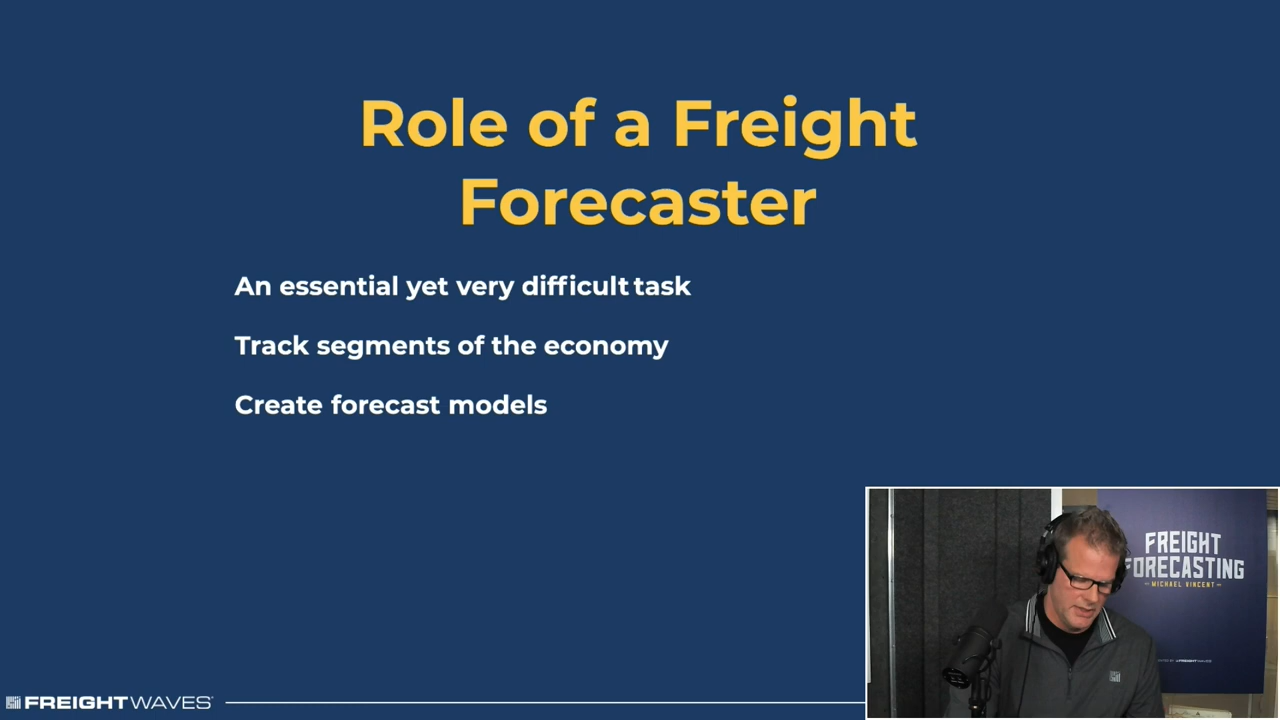 Role of a Freight
Forecaster
An essential yet very difficult task
Track segments of the economy
Create forecast models
FREIGHT
FORECASTING
MICHAEL VINCENT
FREIGHTWAVES
FREIGHTWAVES